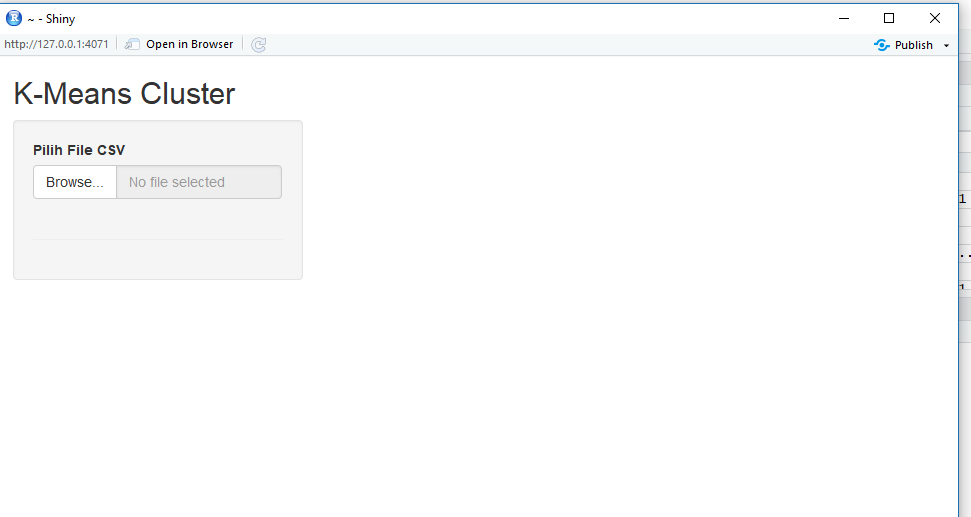 ~ - Shiny
http://127.0.0.1:4071 Open in Browser Publish
K-Means Cluster
Pilih File CSV
Browse... No file selected
1
..